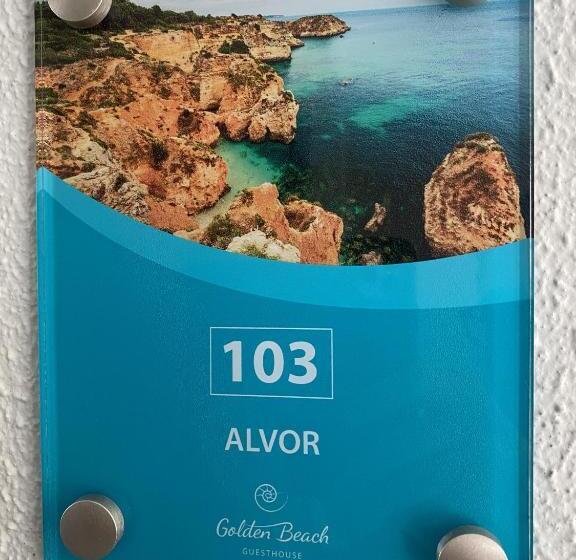 103
ALVOR
Golden Beach
GUESTHOUSE